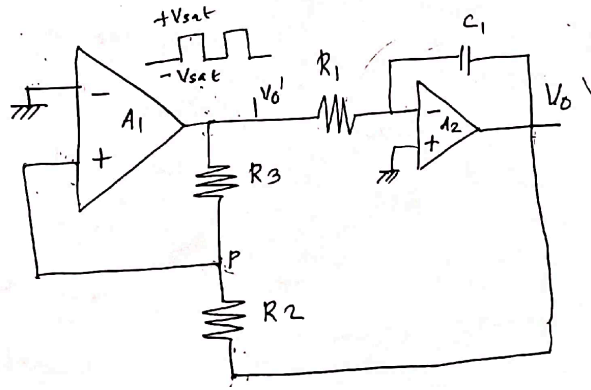 +Vsat
-Vsat
C1
R1
Vo'
Vo
-
A1
+
-
A2
+
R3
P
R2